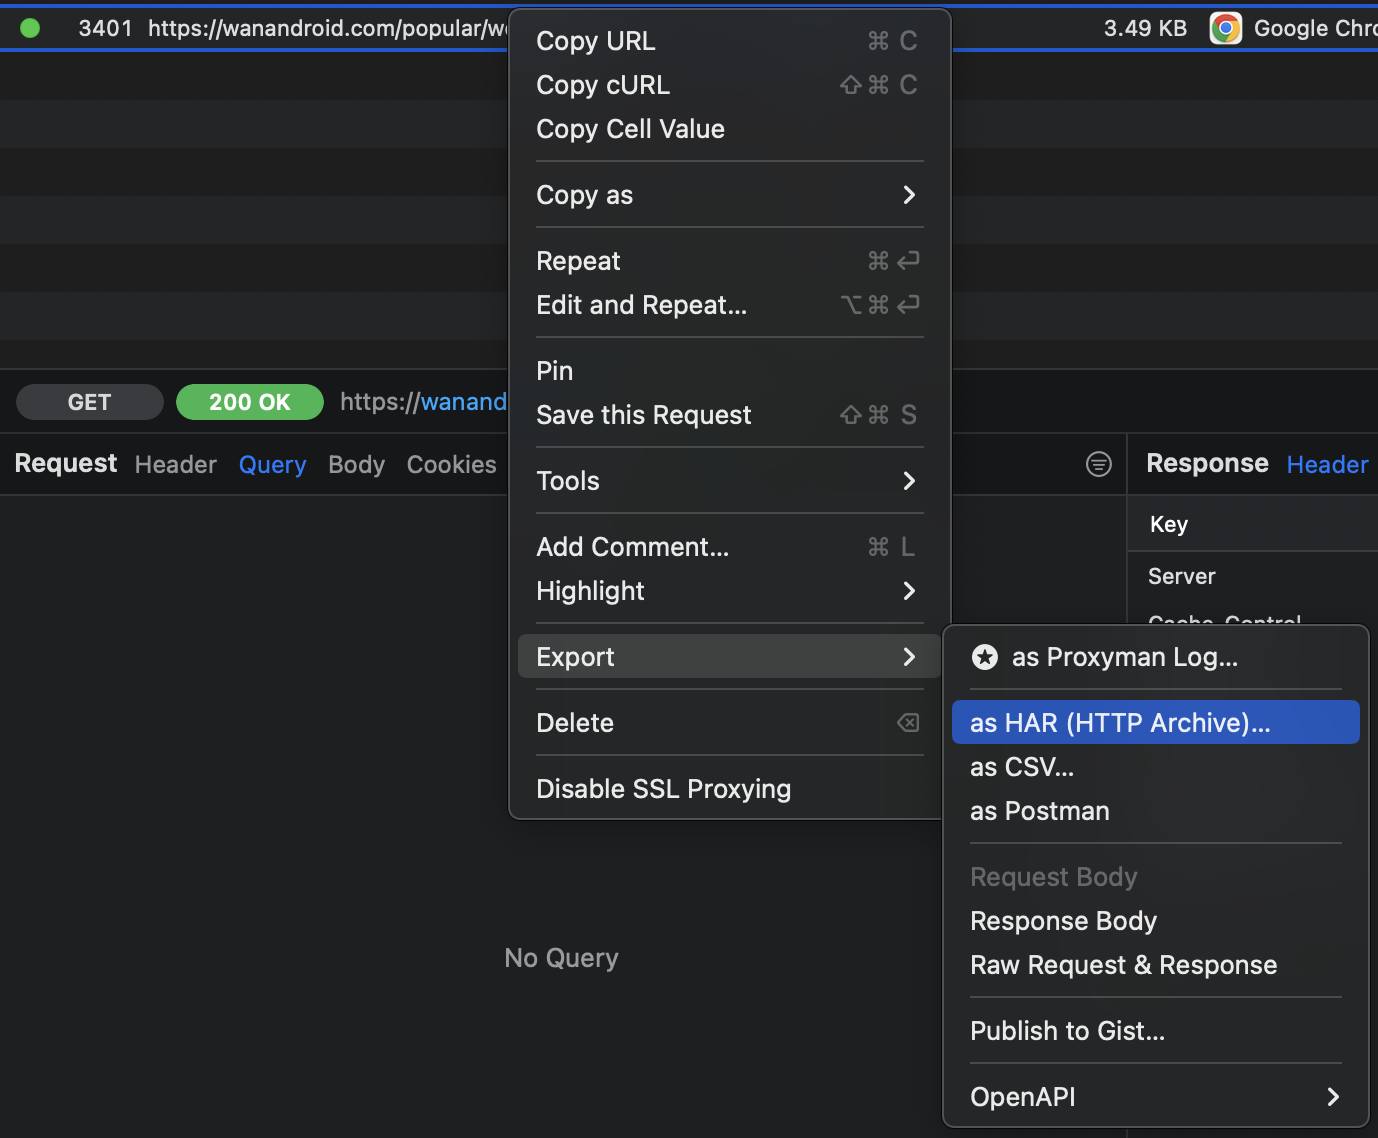 3401 https://wanandroid.com/popular/w 3.49 KB Google Chro
Copy URL ⌘ C
Copy cURL ⇧⌘ C
Copy Cell Value
Copy as
Repeat ⌘ ↩
Edit and Repeat... ⌥⌘ ↩
Pin
GET 200 OK https://wanand
Save this Request ⇧⌘ S
Request Header Query Body Cookies
Response Header
Tools
Key
Add Comment... ⌘ L
Server
Highlight
Cache-Control
Export
as Proxyman Log...
Delete ⌫
as HAR (HTTP Archive)...
as CSV...
Disable SSL Proxying
as Postman
Request Body
Response Body
No Query
Raw Request & Response
Publish to Gist...
OpenAPI